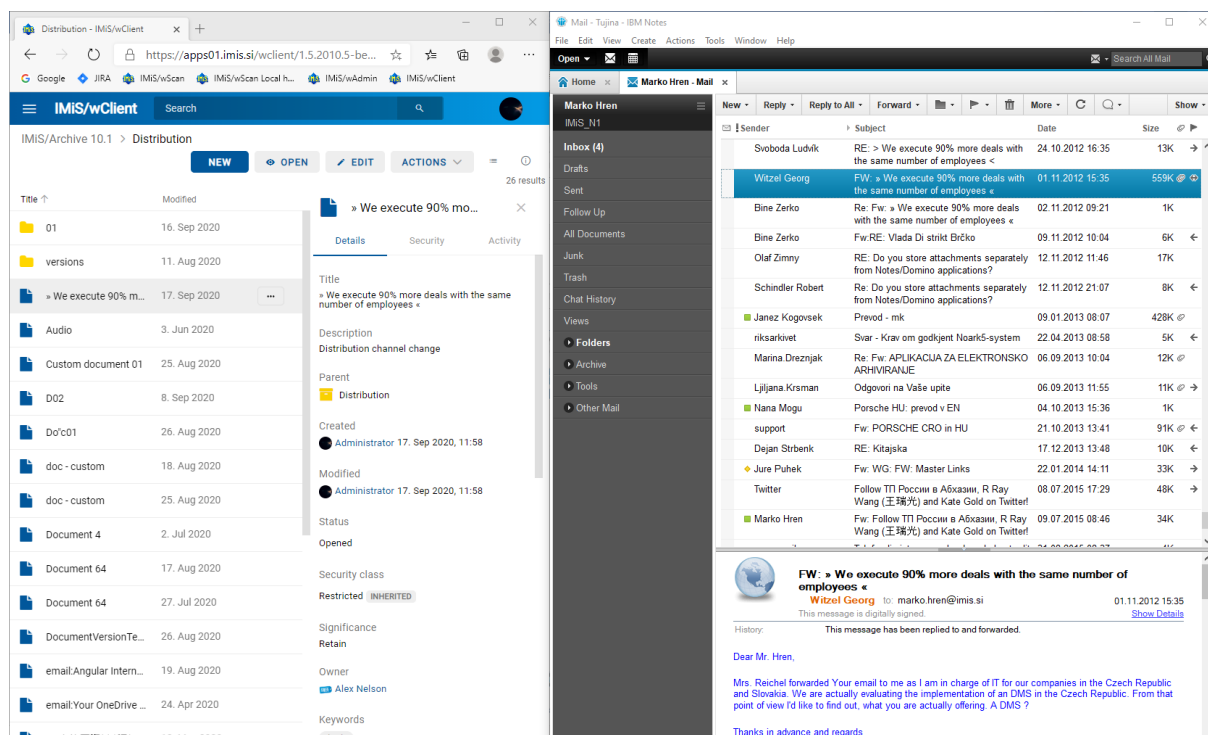 Distribution - IMiS/wClient
https://apps01.imis.si/wclient/1.5.2010.5-be...
Google JIRA IMiS/wScan IMiS/wScan Local h... IMiS/wAdmin IMiS/wClient
IMiS/wClient Search
IMiS/Archive 10.1 > Distribution
NEW OPEN EDIT ACTIONS
26 results
Title Modified
01 16. Sep 2020
versions 11. Aug 2020
» We execute 90% m... 17. Sep 2020 ...
Audio 3. Jun 2020
Custom document 01 25. Aug 2020
D02 8. Sep 2020
Do"c01 26. Aug 2020
doc - custom 18. Aug 2020
doc - custom 25. Aug 2020
Document 4 2. Jul 2020
Document 64 17. Aug 2020
Document 64 27. Jul 2020
DocumentVersionTe... 26. Aug 2020
email:Angular Intern... 19. Aug 2020
email:Your OneDrive ... 24. Apr 2020
» We execute 90% mo...
Details Security Activity
Title
» We execute 90% more deals with the same
number of employees «
Description
Distribution channel change
Parent
Distribution
Created
Administrator 17. Sep 2020, 11:58
Modified
Administrator 17. Sep 2020, 11:58
Status
Opened
Security class
Restricted INHERITED
Significance
Retain
Owner
Alex Nelson
Keywords
Mail - Tujina - IBM Notes
File Edit View Create Actions Tools Window Help
Open Search All Mail
Home Marko Hren - Mail
Marko Hren
IMiS_N1
Inbox (4)
Drafts
Sent
Follow Up
All Documents
Junk
Trash
Chat History
Views
Folders
Archive
Tools
Other Mail
New Reply Reply to All Forward More Show
! Sender Subject Date Size
Svoboda Ludvík RE: > We execute 90% more deals with 24.10.2012 16:35 13K
the same number of employees <
Witzel Georg FW: » We execute 90% more deals with 01.11.2012 15:35 559K
the same number of employees «
Bine Zerko Re: Fw: » We execute 90% more deals 02.11.2012 09:21 1K
with the same number of employees «
Bine Zerko Fw:RE: Vlada Di strikt Brčko 09.11.2012 10:04 6K
Olaf Zimny RE: Do you store attachments separately 12.11.2012 11:46 17K
from Notes/Domino applications?
Schindler Robert Re: Do you store attachments separately 12.11.2012 21:07 8K
from Notes/Domino applications?
Janez Kogovsek Prevod - mk 09.01.2013 08:07 428K
riksarkivet Svar - Krav om godkjent Noark5-system 22.04.2013 08:58 5K
Marina.Dreznjak Re: Fw: APLIKACIJA ZA ELEKTRONSKO 06.09.2013 10:04 12K
ARHIVIRANJE
Ljiljana.Krsman Odgovori na Vaše upite 06.09.2013 11:55 11K
Nana Mogu Porsche HU: prevod v EN 04.10.2013 15:36 1K
support Fw: PORSCHE CRO in HU 21.10.2013 13:41 91K
Dejan Strbenk RE: Kitajska 17.12.2013 13:48 10K
Jure Puhek Fw: WG: FW: Master Links 22.01.2014 14:11 33K
Twitter Follow ТП России в Абхазии, R Ray 08.07.2015 17:29 48K
Wang (王瑞光) and Kate Gold on Twitter!
Marko Hren Fw: Follow ТП России в Абхазии, R Ray 09.07.2015 08:46 34K
Wang (王瑞光) and Kate Gold on Twitter!
FW: » We execute 90% more deals with the same number of
employees «
Witzel Georg to: marko.hren@imis.si 01.11.2012 15:35
This message is digitally signed. Show Details
History: This message has been replied to and forwarded.
Dear Mr. Hren,
Mrs. Reichel forwarded Your email to me as I am in charge of IT for our companies in the Czech Republic
and Slovakia. We are actually evaluating the implementation of an DMS in the Czech Republic. From that
point of view I'd like to find out, what you are actually offering. A DMS ?
Thanks in advance and regards